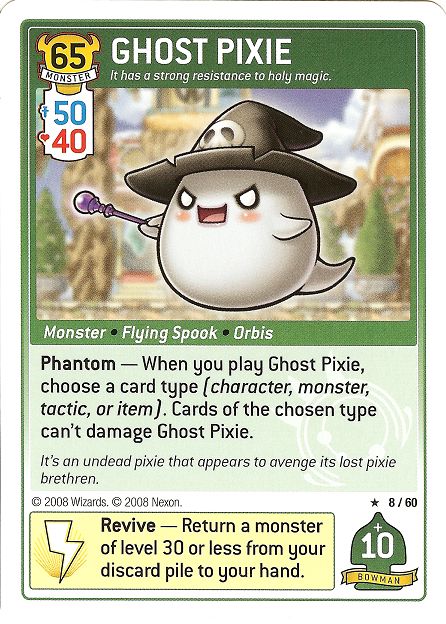 65
MONSTER
GHOST PIXIE
It has a strong resistance to holy magic.
50
40
Monster • Flying Spook • Orbis
Phantom — When you play Ghost Pixie,
choose a card type (character, monster,
tactic, or item). Cards of the chosen type
can't damage Ghost Pixie.
It's an undead pixie that appears to avenge its lost pixie
brethren.
© 2008 Wizards. © 2008 Nexon.
★ 8 / 60
Revive — Return a monster
of level 30 or less from your
discard pile to your hand.
+
10
BOWMAN